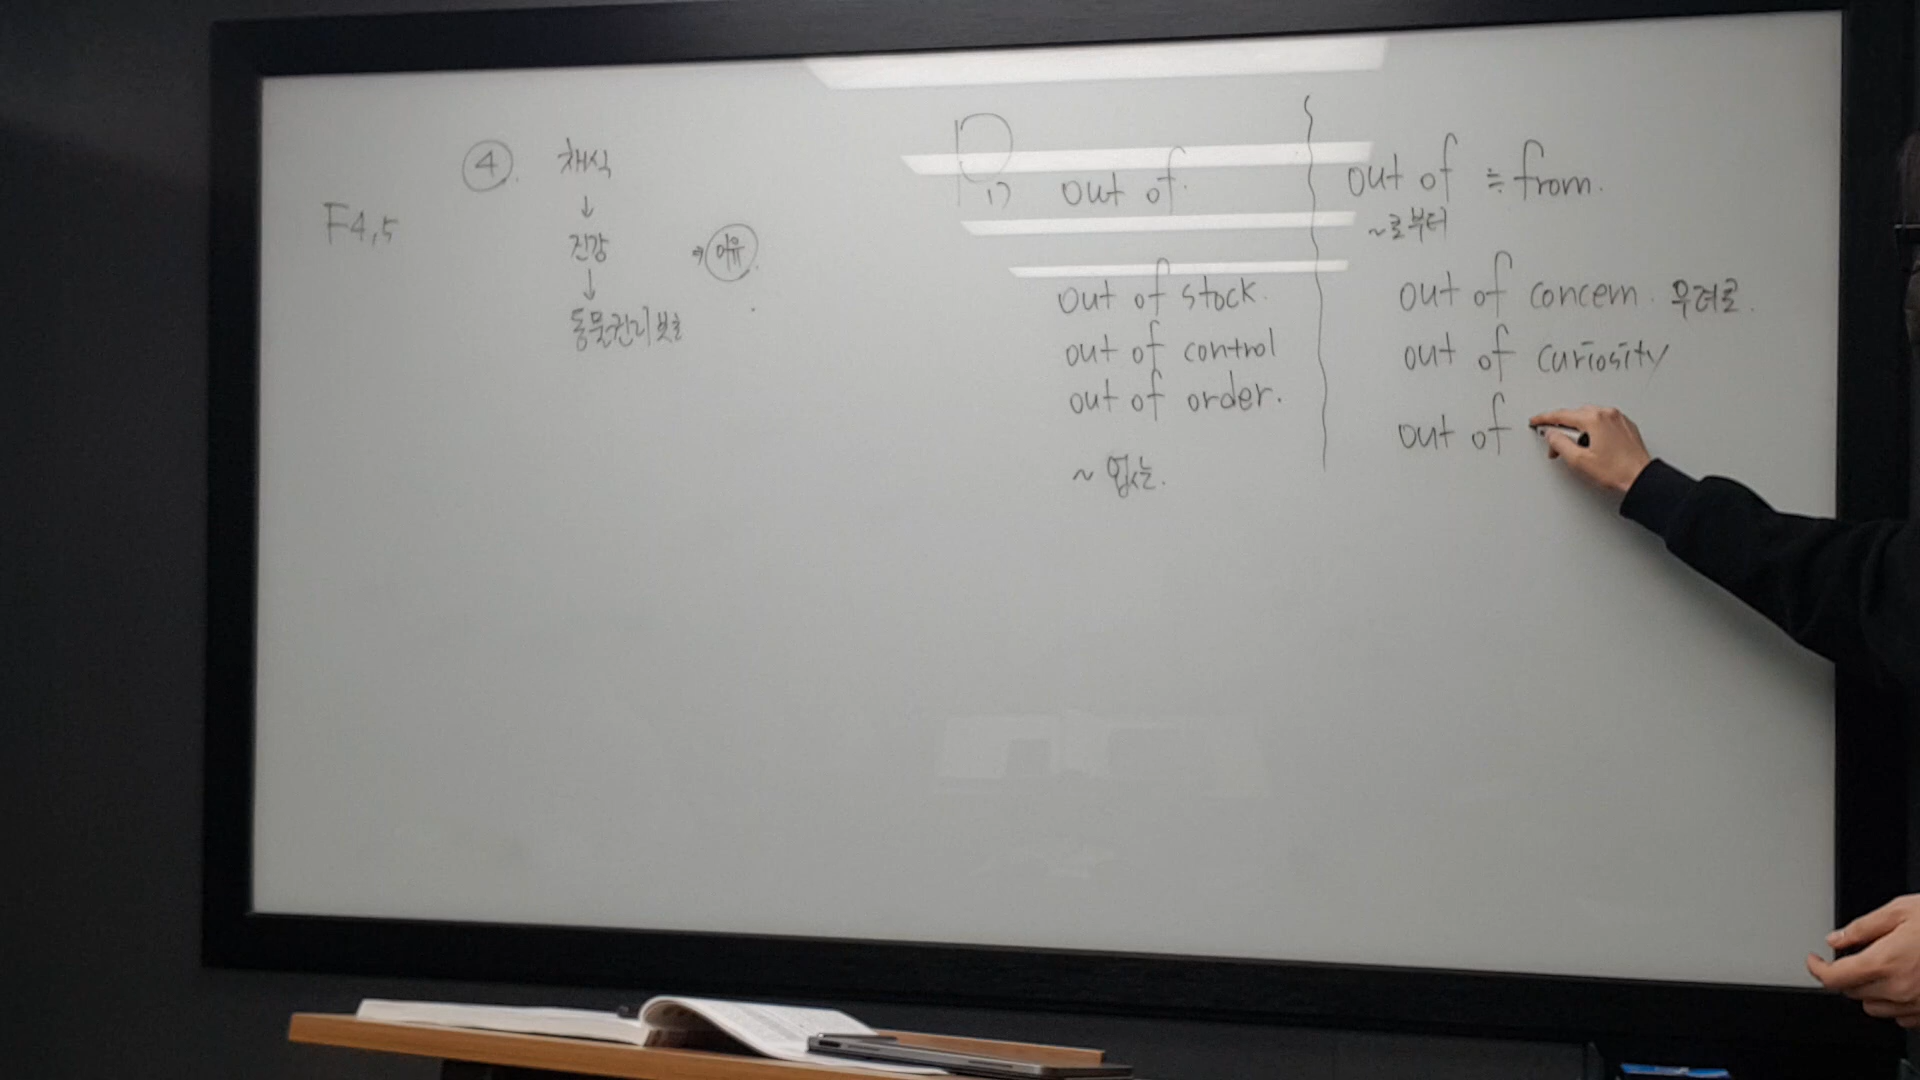 F4,5
④. 채식
↓
건강
↓
동물권리보호
⇒ 이유.
D
1) out of.
out of stock.
out of control
out of order.
~ 없는.
out of ≒ from.
~로부터
out of concern. 우려로.
out of curiosity
out of